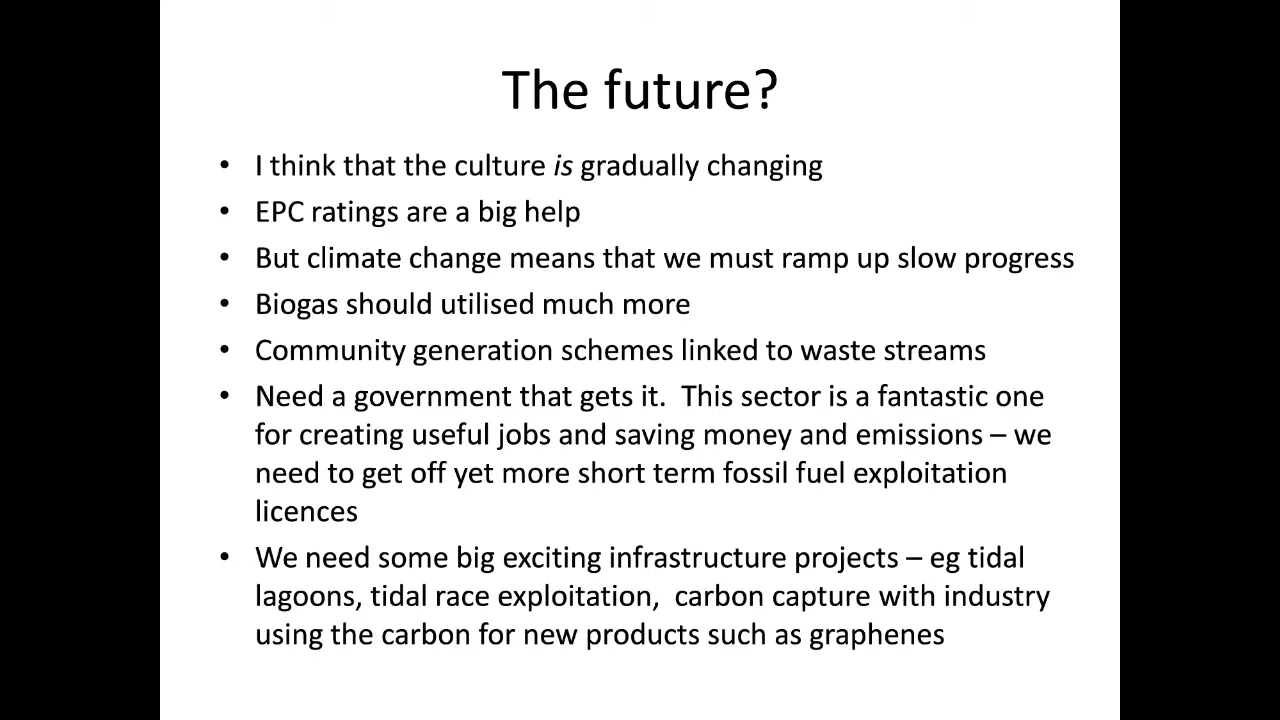 The future?
• I think that the culture is gradually changing
• EPC ratings are a big help
• But climate change means that we must ramp up slow progress
• Biogas should utilised much more
• Community generation schemes linked to waste streams
• Need a government that gets it.  This sector is a fantastic one
for creating useful jobs and saving money and emissions – we
need to get off yet more short term fossil fuel exploitation
licences
• We need some big exciting infrastructure projects – eg tidal
lagoons, tidal race exploitation,  carbon capture with industry
using the carbon for new products such as graphenes